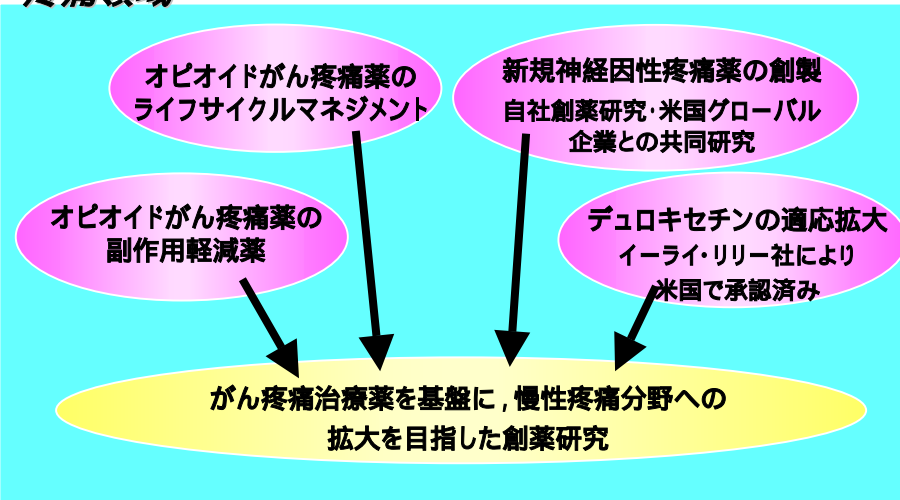 疼痛領域
オピオイドがん疼痛薬の
ライフサイクルマネジメント
新規神経因性疼痛薬の創製
自社創薬研究・米国グローバル
企業との共同研究
オピオイドがん疼痛薬の
副作用軽減薬
デュロキセチンの適応拡大
イーライ・リリー社により
米国で承認済み
がん疼痛治療薬を基盤に，慢性疼痛分野への
拡大を目指した創薬研究